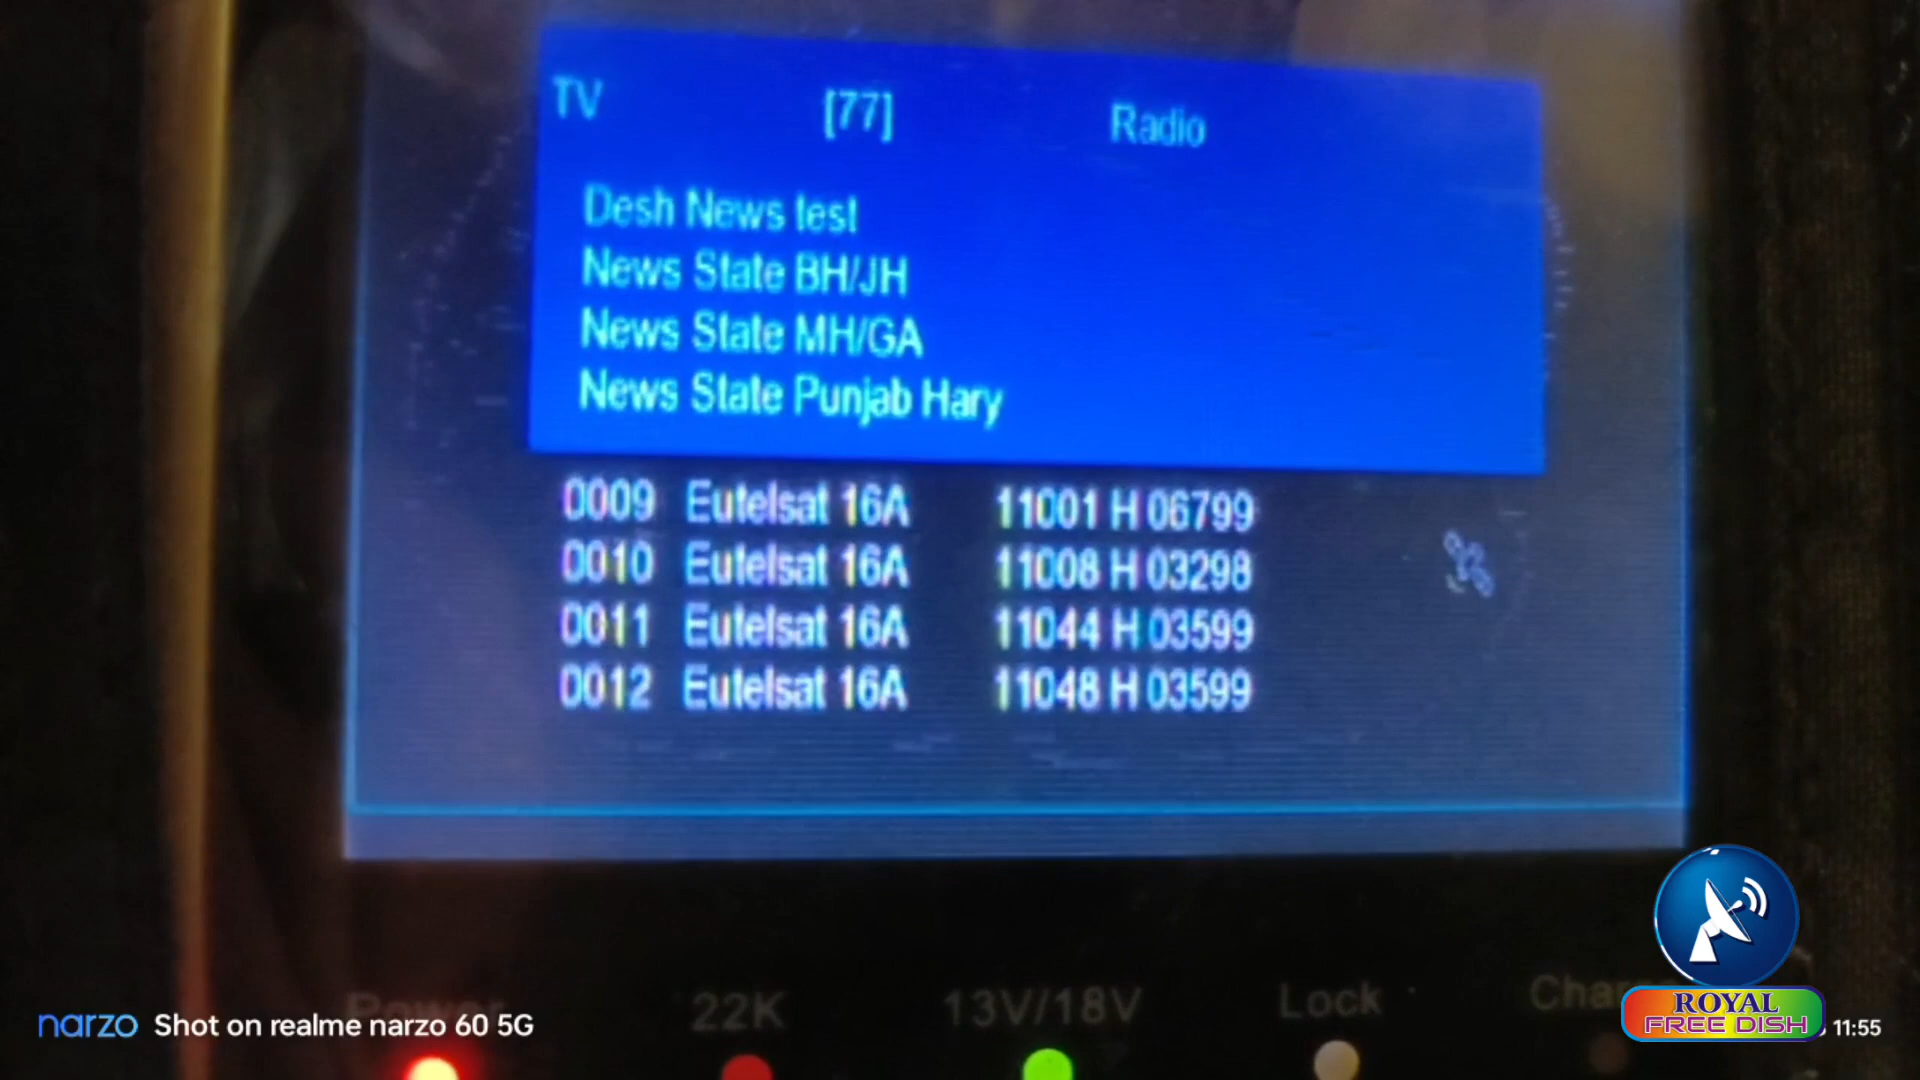 TV [77] Radio
Desh News test
News State BH/JH
News State MH/GA
News State Punjab Hary
0009 Eutelsat 16A 11001 H 06799
0010 Eutelsat 16A 11008 H 03298
0011 Eutelsat 16A 11044 H 03599
0012 Eutelsat 16A 11048 H 03599
Power 22K 13V/18V Lock
narzo Shot on realme narzo 60 5G
ROYAL
FREE DISH
11:55